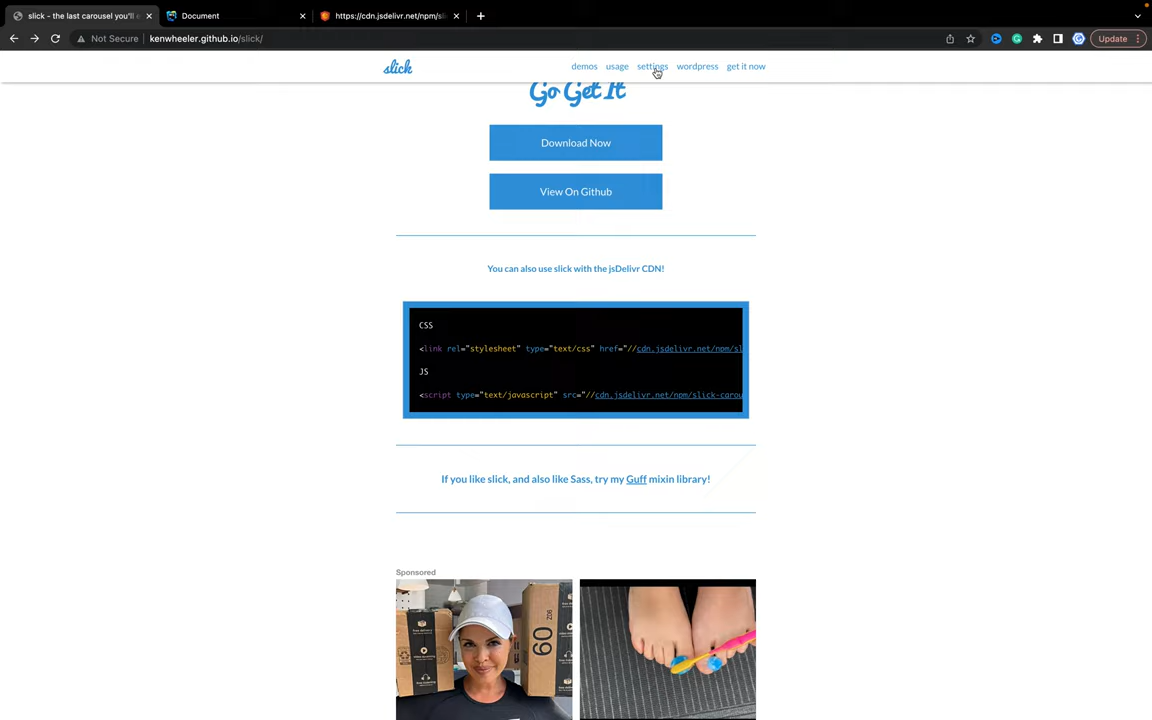 slick - the last carousel you'll e
Document
https://cdn.jsdelivr.net/npm/sli
Not Secure
kenwheeler.github.io/slick/
Update
slick
demos usage settings wordpress get it now
Go Get It
Download Now
View On Github
You can also use slick with the jsDelivr CDN!
CSS
<link rel="stylesheet" type="text/css" href="//cdn.jsdelivr.net/npm/sl
JS
<script type="text/javascript" src="//cdn.jsdelivr.net/npm/slick-carou
If you like slick, and also like Sass, try my Guff mixin library!
Sponsored
60